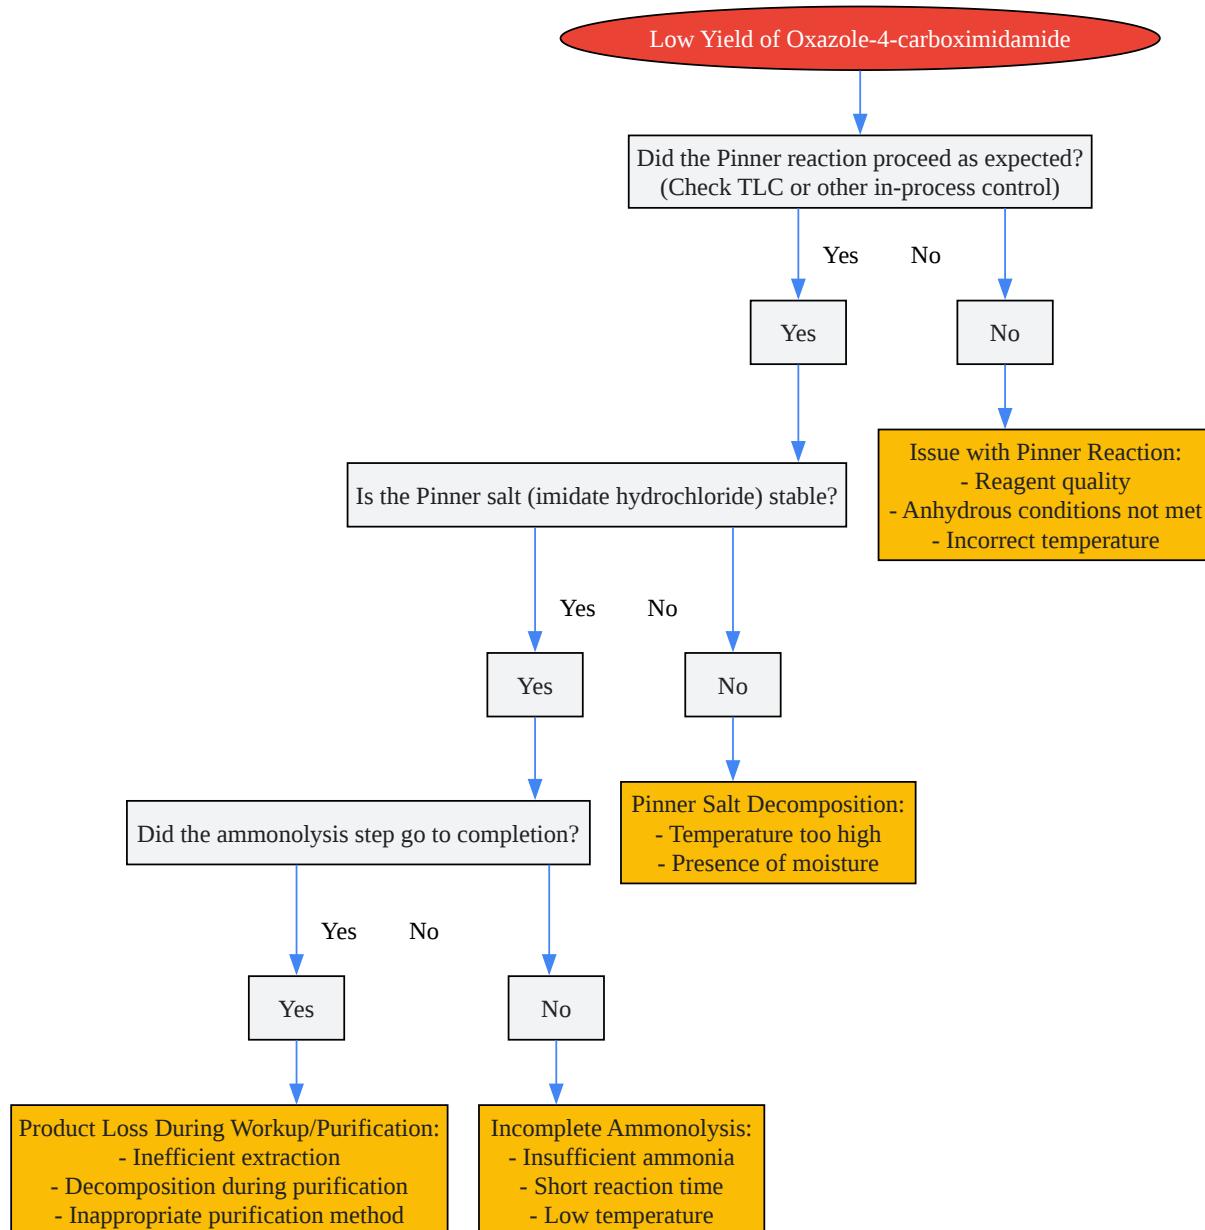 Low Yield of Oxazole-4-carboximidamide
Did the Pinner reaction proceed as expected?
(Check TLC or other in-process control)
Yes
No
Yes
No
Issue with Pinner Reaction:
- Reagent quality
- Anhydrous conditions not met
- Incorrect temperature
Is the Pinner salt (imidate hydrochloride) stable?
Yes
No
Yes
No
Pinner Salt Decomposition:
- Temperature too high
- Presence of moisture
Did the ammonolysis step go to completion?
Yes
No
Yes
No
Product Loss During Workup/Purification:
- Inefficient extraction
- Decomposition during purification
- Inappropriate purification method
Incomplete Ammonolysis:
- Insufficient ammonia
- Short reaction time
- Low temperature